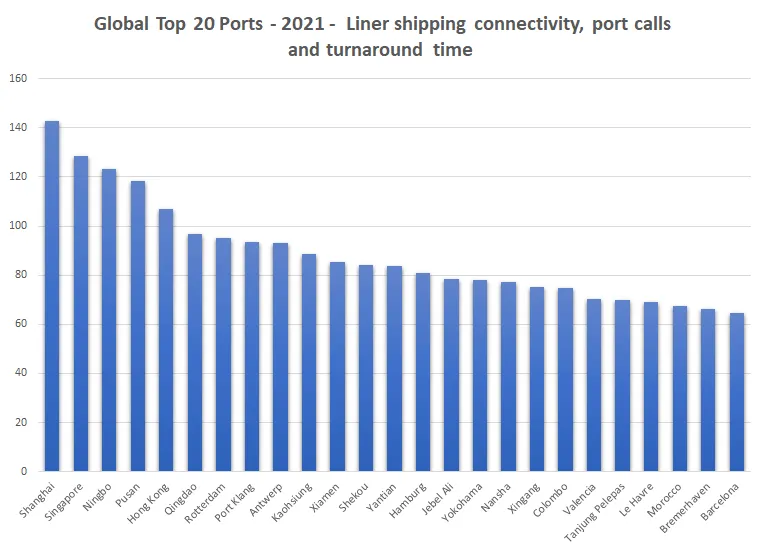 Global Top 20 Ports - 2021 - Liner shipping connectivity, port calls
and turnaround time
160
140
120
100
80
60
40
20
0
Shanghai
Singapore
Ningbo
Pusan
Hong Kong
Qingdao
Rotterdam
Port Klang
Antwerp
Kaohsiung
Xiamen
Shekou
Yantian
Hamburg
Jebel Ali
Yokohama
Nansha
Xingang
Colombo
Valencia
Tanjung Pelepas
Le Havre
Morocco
Bremerhaven
Barcelona